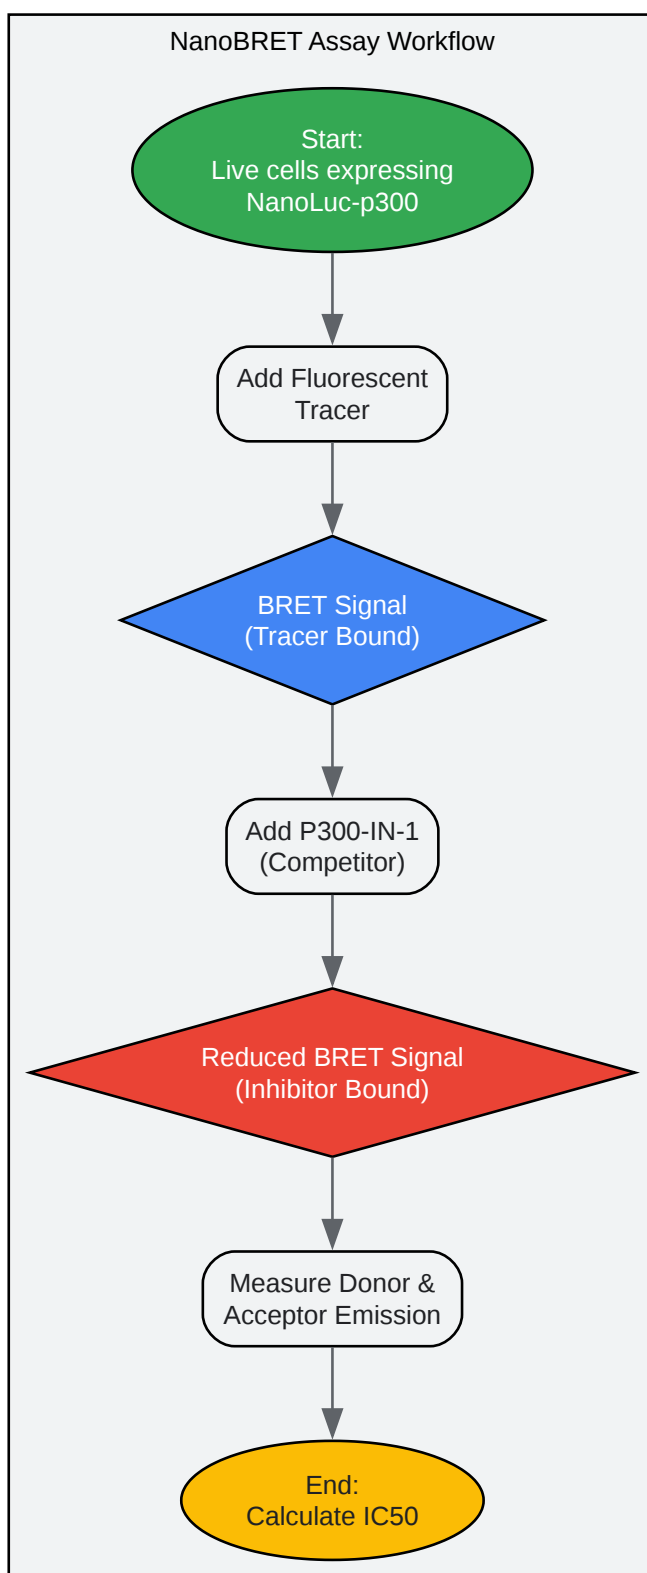 NanoBRET Assay Workflow
Start:
Live cells expressing
NanoLuc-p300
Add Fluorescent
Tracer
BRET Signal
(Tracer Bound)
Add P300-IN-1
(Competitor)
Reduced BRET Signal
(Inhibitor Bound)
Measure Donor &
Acceptor Emission
End:
Calculate IC50